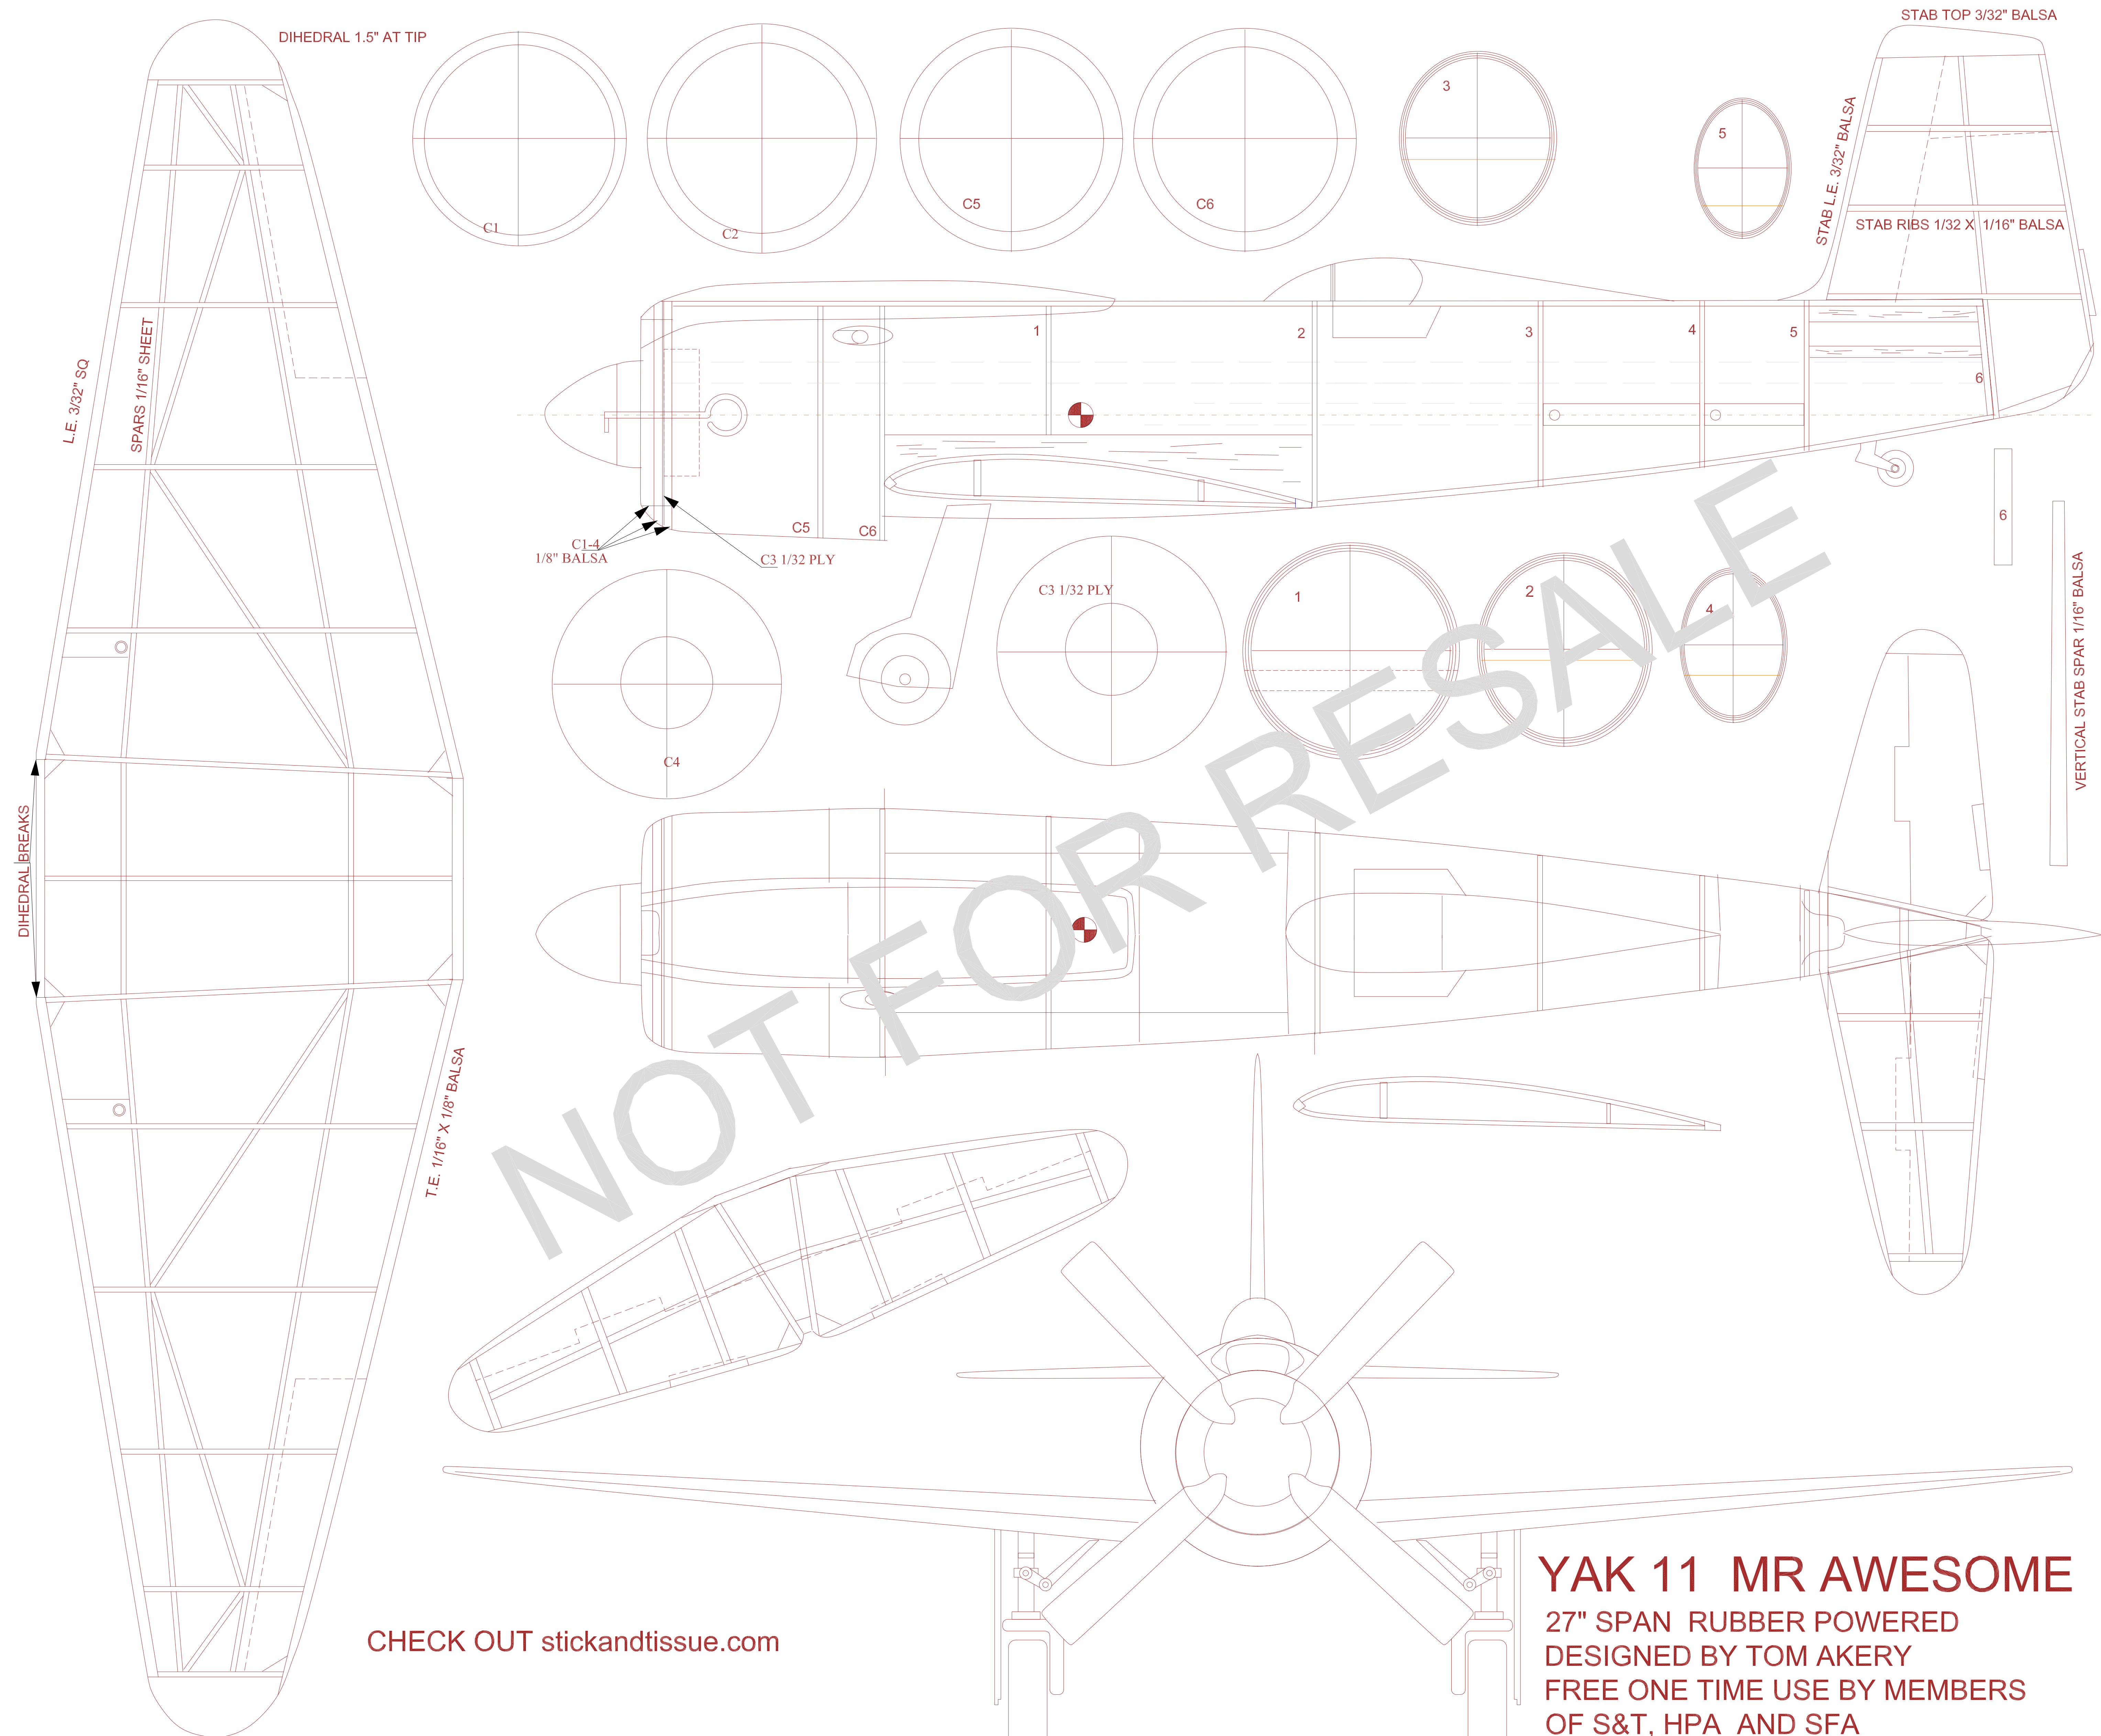 DIHEDRAL 1.5" AT TIP
STAB TOP 3/32" BALSA
C1
C2
C5
C6
3
5
STAB L.E. 3/32" BALSA
STAB RIBS 1/32 X 1/16" BALSA
L.E. 3/32" SQ
SPARS 1/16" SHEET
1
2
3
4
5
6
C5
C6
C1-4
1/8" BALSA
C3 1/32 PLY
6
VERTICAL STAB SPAR 1/16" BALSA
C3 1/32 PLY
1
2
4
C4
DIHEDRAL BREAKS
T.E. 1/16" X 1/8" BALSA
NOT FOR RESALE
CHECK OUT stickandtissue.com
YAK 11 MR AWESOME
27" SPAN RUBBER POWERED
DESIGNED BY TOM AKERY
FREE ONE TIME USE BY MEMBERS
OF S&T, HPA AND SFA